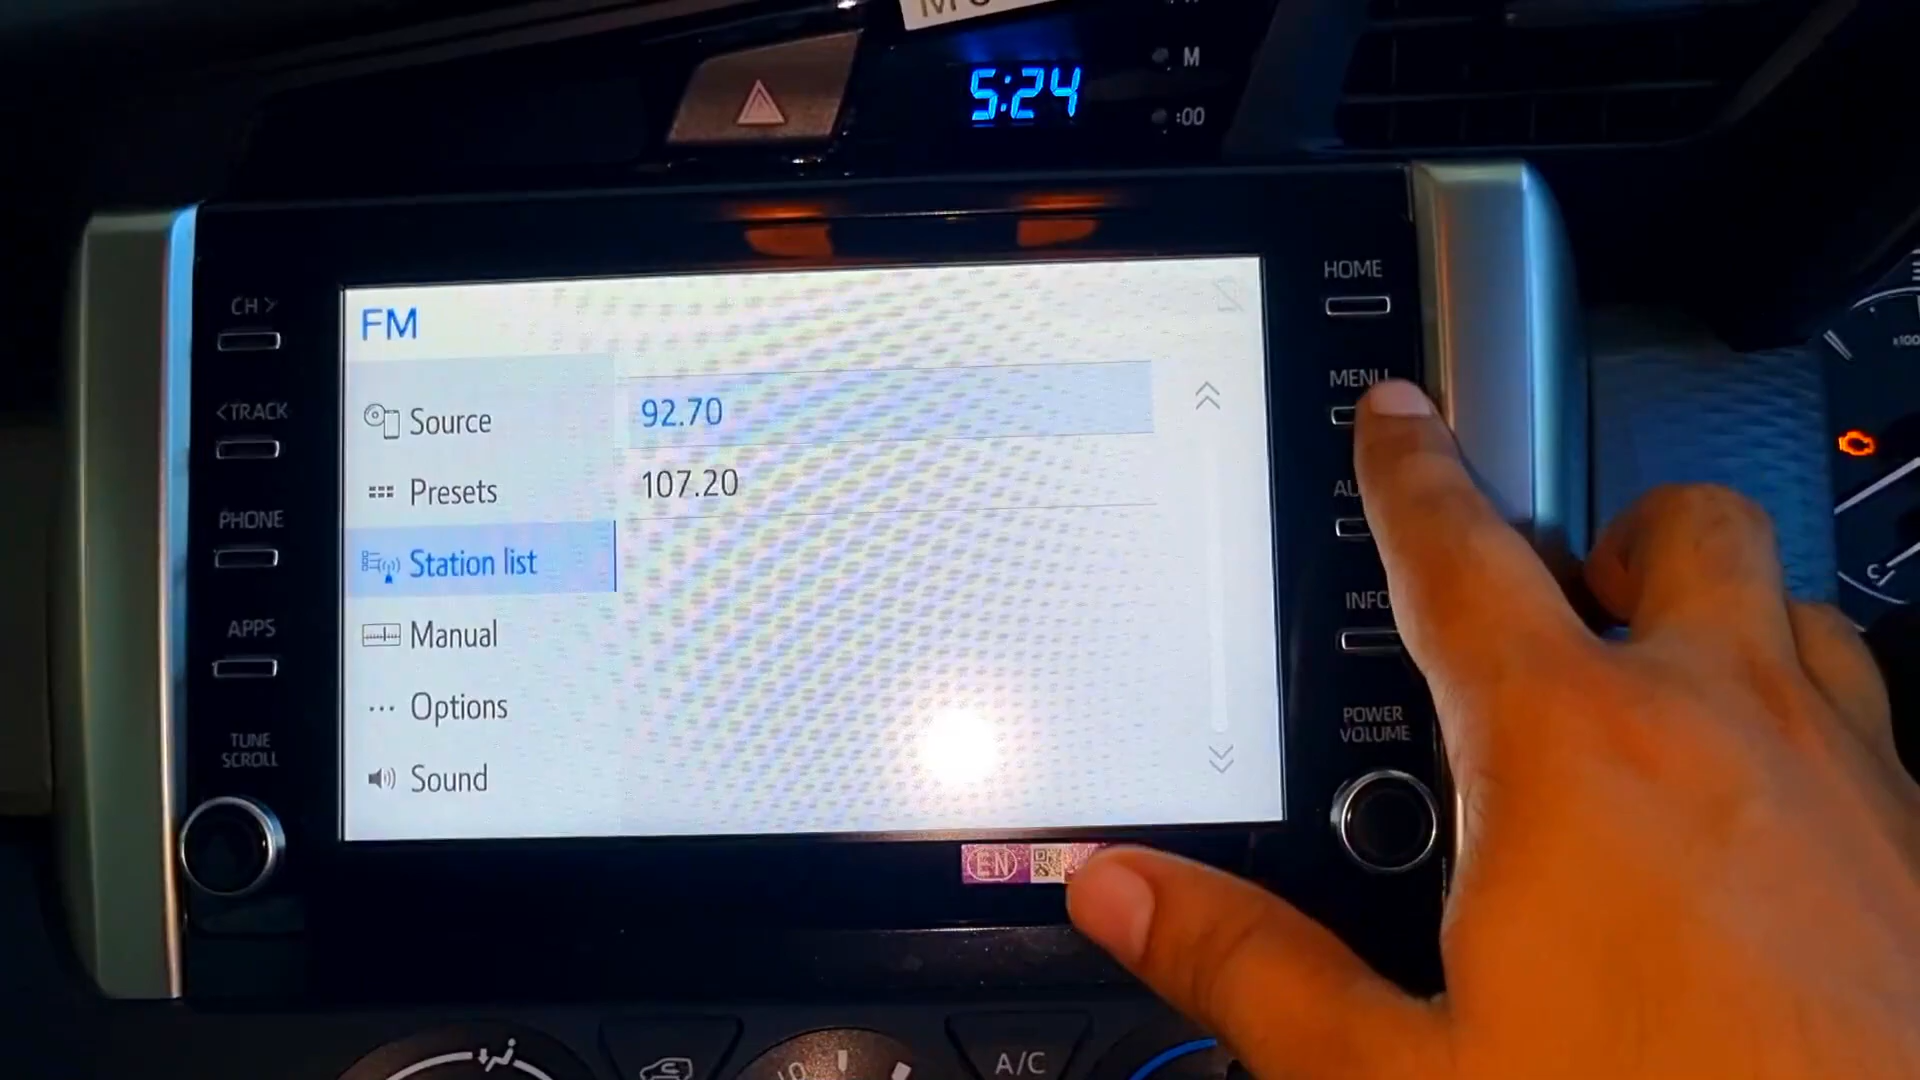 5:24
M
:00
HOME
CH >
FM
MENU
<TRACK
Source
92.70
Presets
107.20
PHONE
Station list
INFO
APPS
Manual
Options
POWER
VOLUME
TUNE
SCROLL
Sound
EN
A/C
x100
C